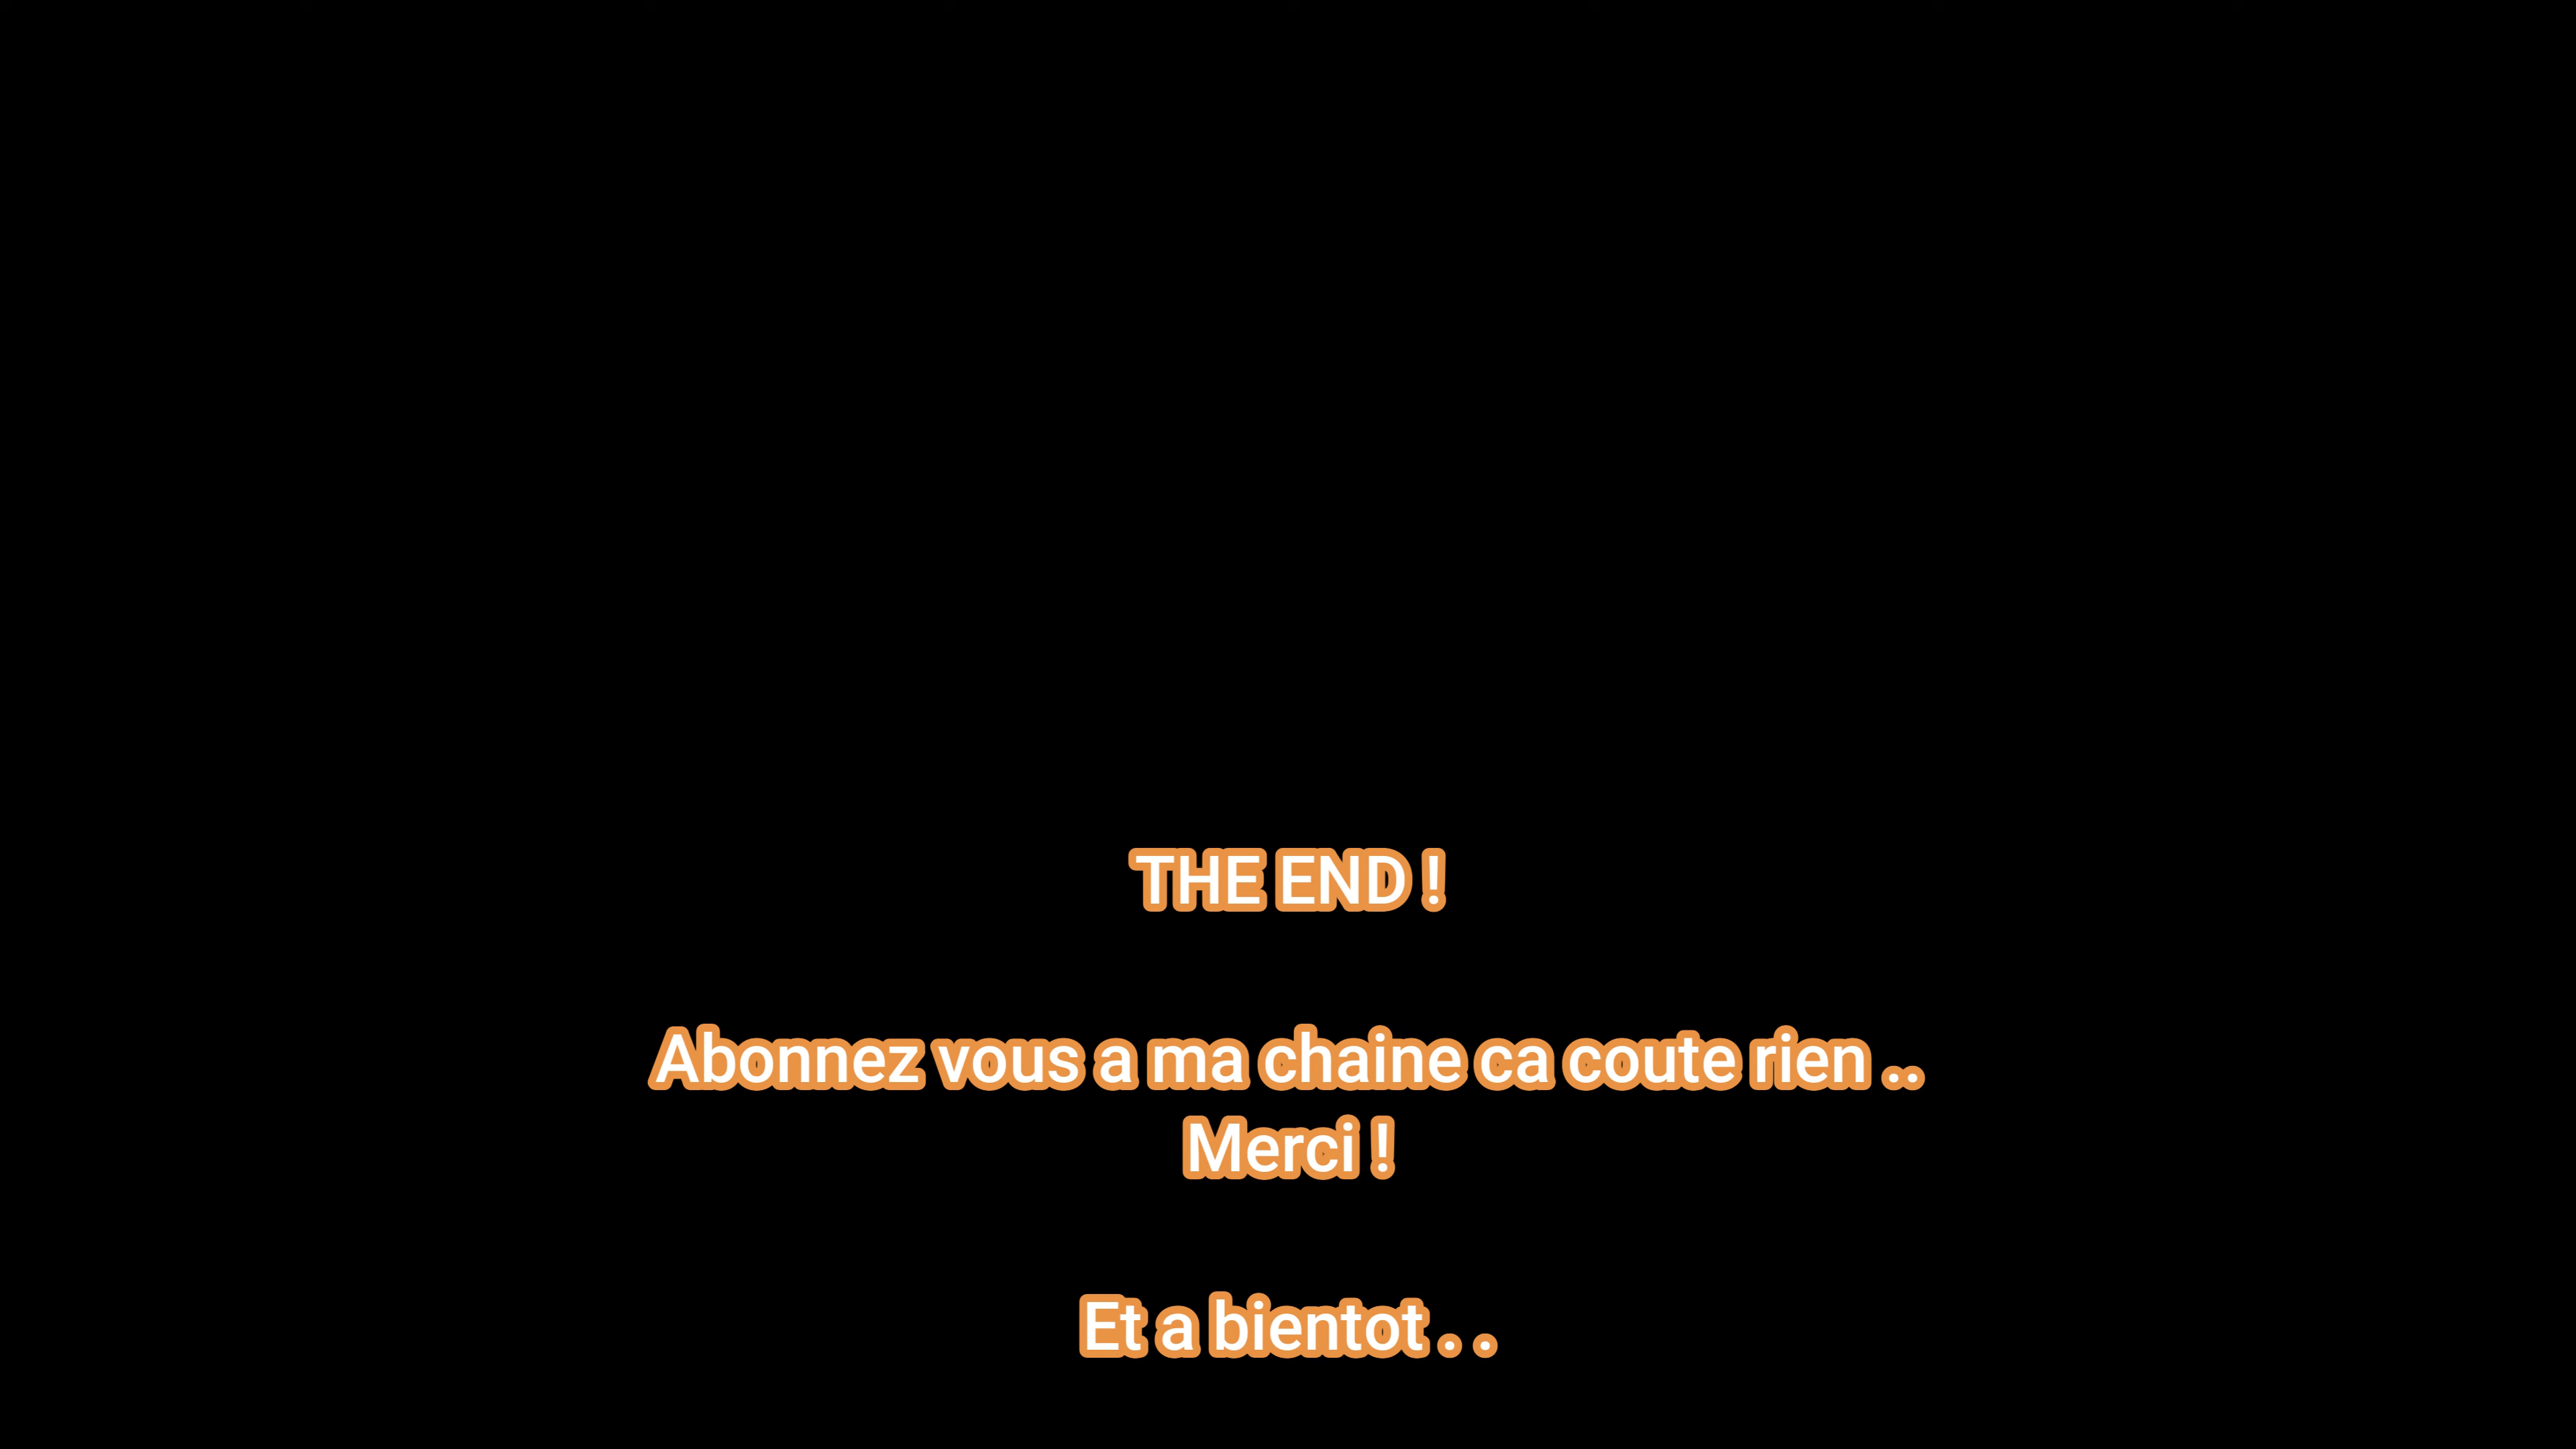 THE END !
Abonnez vous a ma chaine ca coute rien ..
Merci !
Et a bientot . .